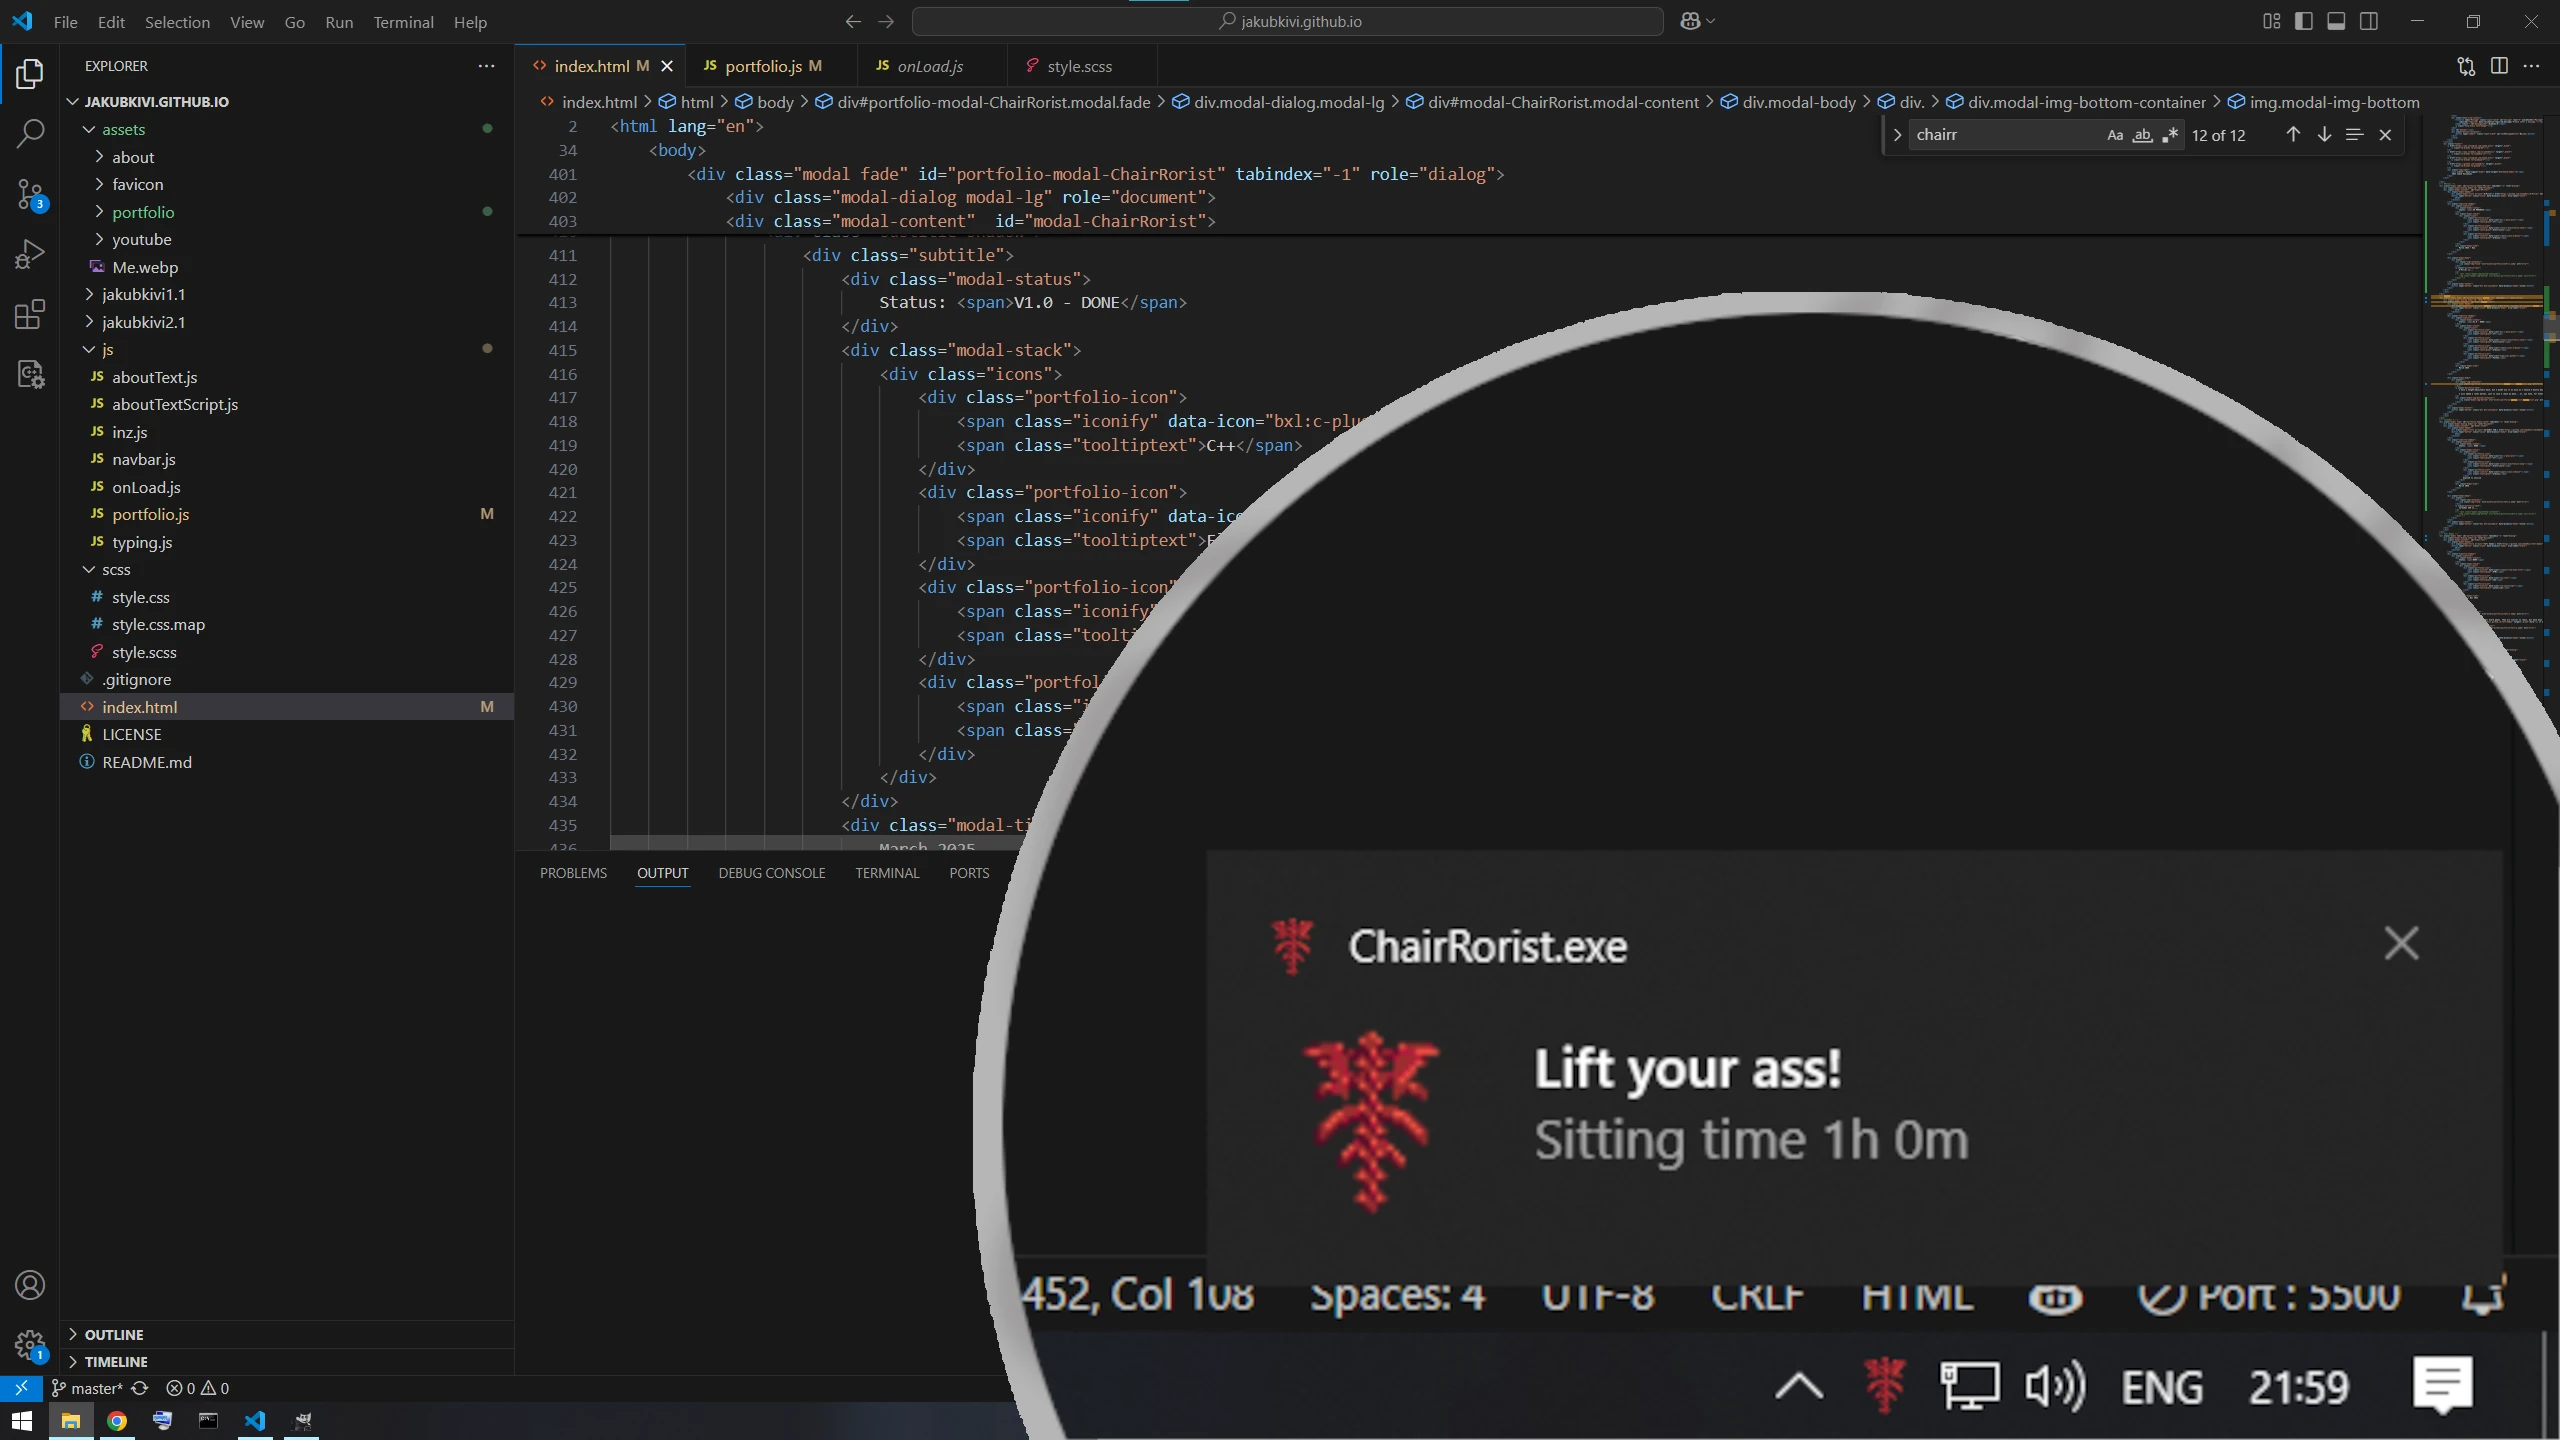 File Edit Selection View Go Run Terminal Help
jakubkivi.github.io
EXPLORER
JAKUBKIVI.GITHUB.IO
assets
about
favicon
portfolio
youtube
Me.webp
jakubkivi1.1
jakubkivi2.1
js
JS aboutText.js
JS aboutTextScript.js
JS inz.js
JS navbar.js
JS onLoad.js
JS portfolio.js M
JS typing.js
scss
# style.css
# style.css.map
style.scss
.gitignore
<> index.html M
LICENSE
README.md
OUTLINE
TIMELINE
3
1
<> index.html M
JS portfolio.js M
JS onLoad.js
style.scss
<> index.html > html > body > div#portfolio-modal-ChairRorist.modal.fade > div.modal-dialog.modal-lg > div#modal-ChairRorist.modal-content > div.modal-body > div. > div.modal-img-bottom-container > img.modal-img-bottom
chairr Aa ab 12 of 12
2 <html lang="en">
34 <body>
401 <div class="modal fade" id="portfolio-modal-ChairRorist" tabindex="-1" role="dialog">
402 <div class="modal-dialog modal-lg" role="document">
403 <div class="modal-content"  id="modal-ChairRorist">
411 <div class="subtitle">
412 <div class="modal-status">
413 Status: <span>V1.0 - DONE</span>
414 </div>
415 <div class="modal-stack">
416 <div class="icons">
417 <div class="portfolio-icon">
418 <span class="iconify" data-icon="bxl:c-plu
419 <span class="tooltiptext">C++</span>
420 </div>
421 <div class="portfolio-icon">
422 <span class="iconify" data-ic
423 <span class="tooltiptext">
424 </div>
425 <div class="portfolio-icon"
426 <span class="iconify"
427 <span class="toolti
428 </div>
429 <div class="portfol
430 <span class="i
431 <span class=
432 </div>
433 </div>
434 </div>
435 <div class="modal-ti
436 March 2025
PROBLEMS OUTPUT DEBUG CONSOLE TERMINAL PORTS
ChairRorist.exe
Lift your ass!
Sitting time 1h 0m
452, Col 108 Spaces: 4 UTF-8 CRLF HTML Port : 5500
ENG 21:59
master* 0 0